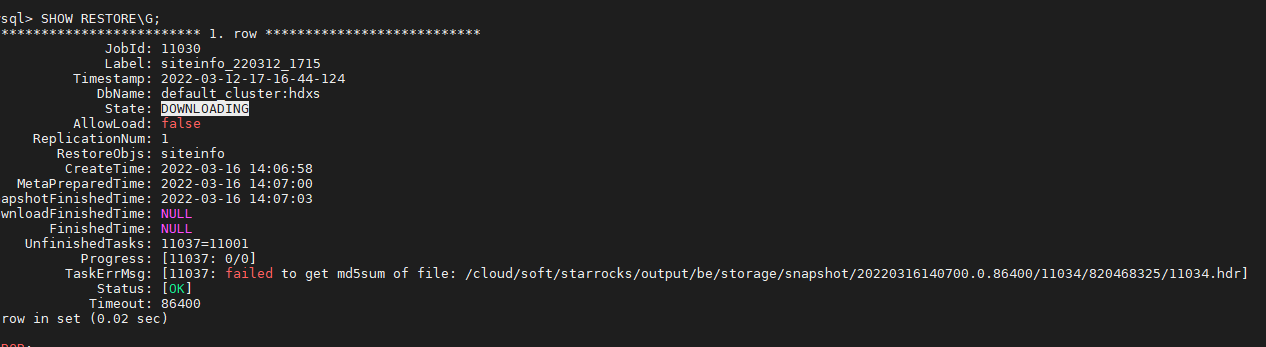 sql> SHOW RESTORE\G;
*************************** 1. row ***************************
JobId: 11030
Label: siteinfo_220312_1715
Timestamp: 2022-03-12-17-16-44-124
DbName: default_cluster:hdxs
State: DOWNLOADING
AllowLoad: false
ReplicationNum: 1
RestoreObjs: siteinfo
CreateTime: 2022-03-16 14:06:58
MetaPreparedTime: 2022-03-16 14:07:00
apshotFinishedTime: 2022-03-16 14:07:03
wnloadFinishedTime: NULL
FinishedTime: NULL
UnfinishedTasks: 11037=11001
Progress: [11037: 0/0]
TaskErrMsg: [11037: failed to get md5sum of file: /cloud/soft/starrocks/output/be/storage/snapshot/20220316140700.0.86400/11034/820468325/11034.hdr]
Status: [OK]
Timeout: 86400
row in set (0.02 sec)